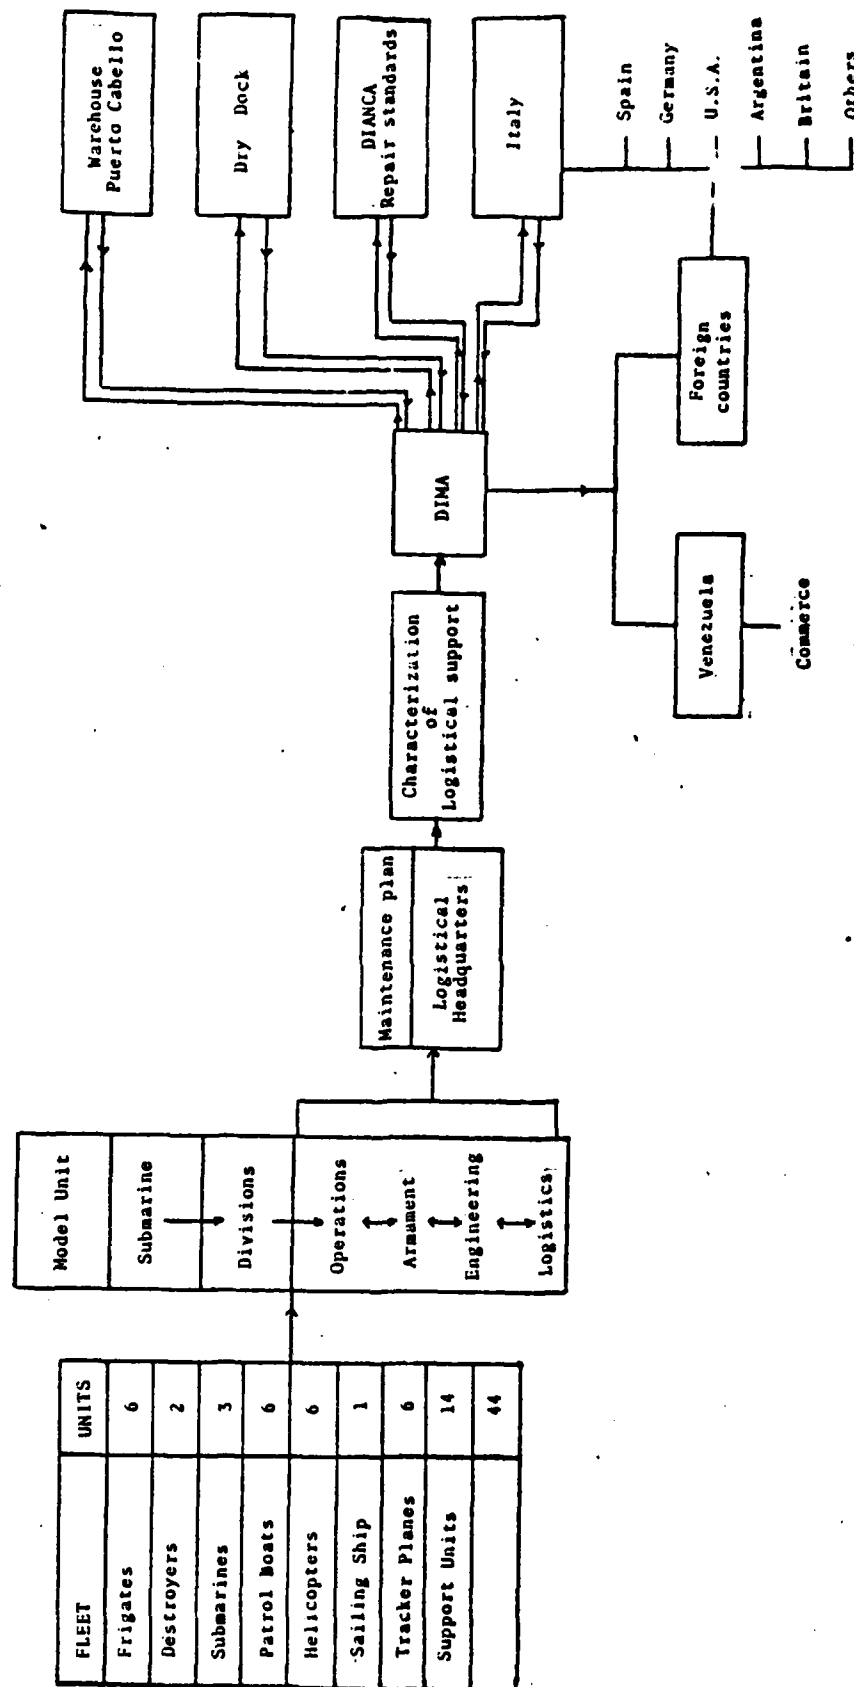 FLEET UNITS
Frigates 6
Destroyers 2
Submarines 3
Patrol Boats 6
Helicopters 6
Sailing Ship 1
Tracker Planes 6
Support Units 14
44
Model Unit
Submarine
Divisions
Operations
Armament
Engineering
Logistics
Maintenance plan
Logistical
Headquarters
Characterization
of
Logistical support
DIMA
Warehouse
Puerto Cabello
Dry Dock
DIANCA
Repair standards
Italy
Spain
Germany
U.S.A.
Argentina
Britain
Others
Venezuela
Commerce
Foreign
countries